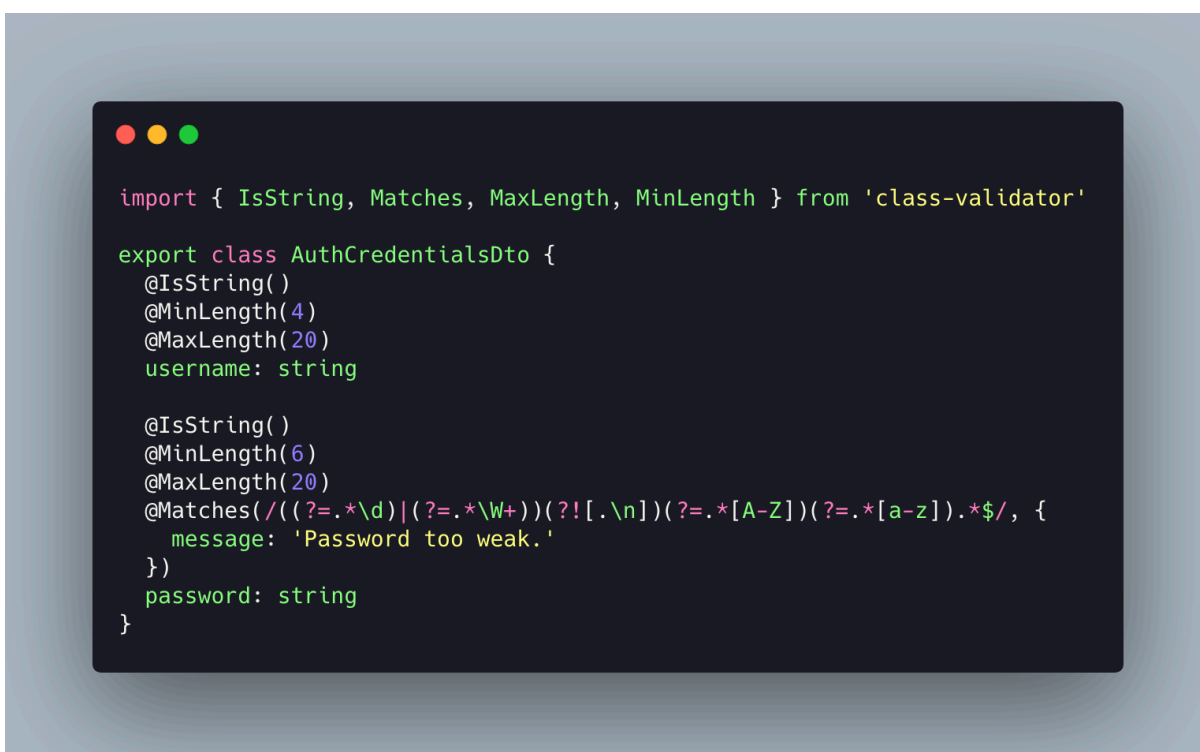 import { IsString, Matches, MaxLength, MinLength } from 'class-validator'
export class AuthCredentialsDto {
@IsString()
@MinLength(4)
@MaxLength(20)
username: string
@IsString()
@MinLength(6)
@MaxLength(20)
@Matches(/((?=.*\d)|(?=.*\W+))(?![.\n])(?=.*[A-Z])(?=.*[a-z]).*$/, {
message: 'Password too weak.'
})
password: string
}